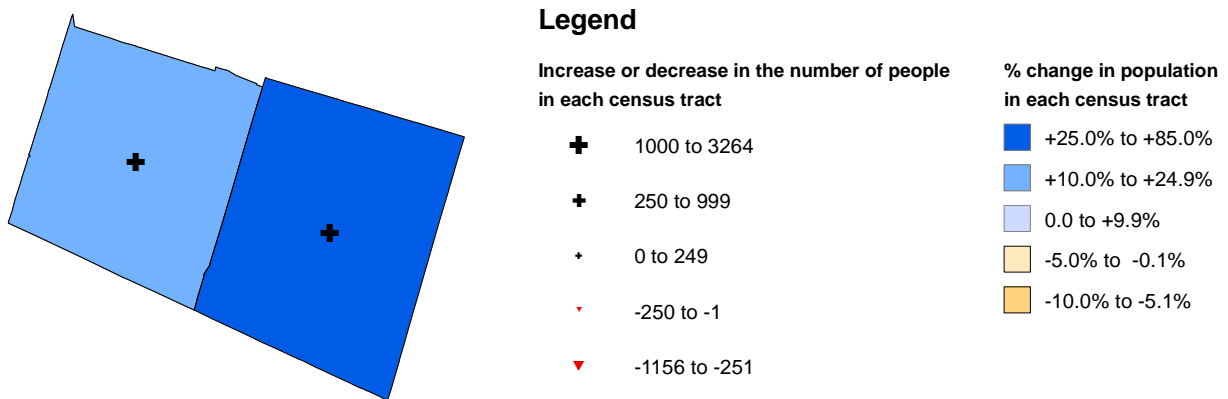 Legend
Increase or decrease in the number of people
in each census tract
1000 to 3264
250 to 999
0 to 249
-250 to -1
-1156 to -251
% change in population
in each census tract
+25.0% to +85.0%
+10.0% to +24.9%
0.0 to +9.9%
-5.0% to -0.1%
-10.0% to -5.1%